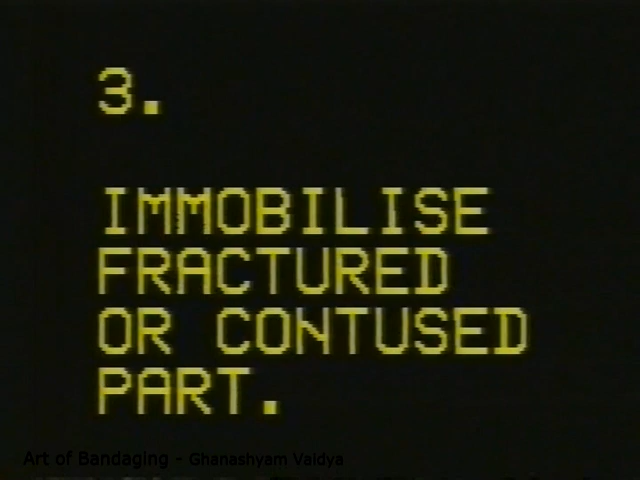 3.
IMMOBILISE
FRACTURED
OR CONTUSED
PART.
Art of Bandaging - Ghanashyam Vaidya